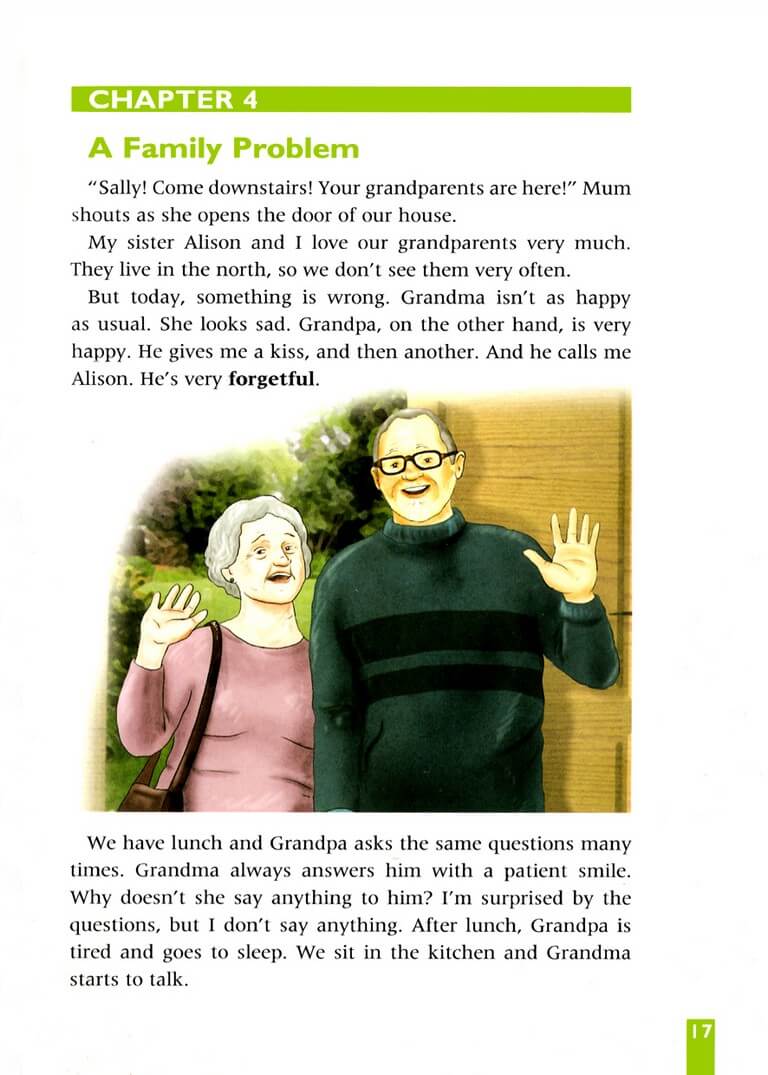 CHAPTER 4
A Family Problem
“Sally! Come downstairs! Your grandparents are here!” Mum
shouts as she opens the door of our house.
My sister Alison and I love our grandparents very much.
They live in the north, so we don’t see them very often.
But today, something is wrong. Grandma isn’t as happy
as usual. She looks sad. Grandpa, on the other hand, is very
happy. He gives me a kiss, and then another. And he calls me
Alison. He’s very forgetful.
We have lunch and Grandpa asks the same questions many
times. Grandma always answers him with a patient smile.
Why doesn’t she say anything to him? I’m surprised by the
questions, but I don’t say anything. After lunch, Grandpa is
tired and goes to sleep. We sit in the kitchen and Grandma
starts to talk.
17